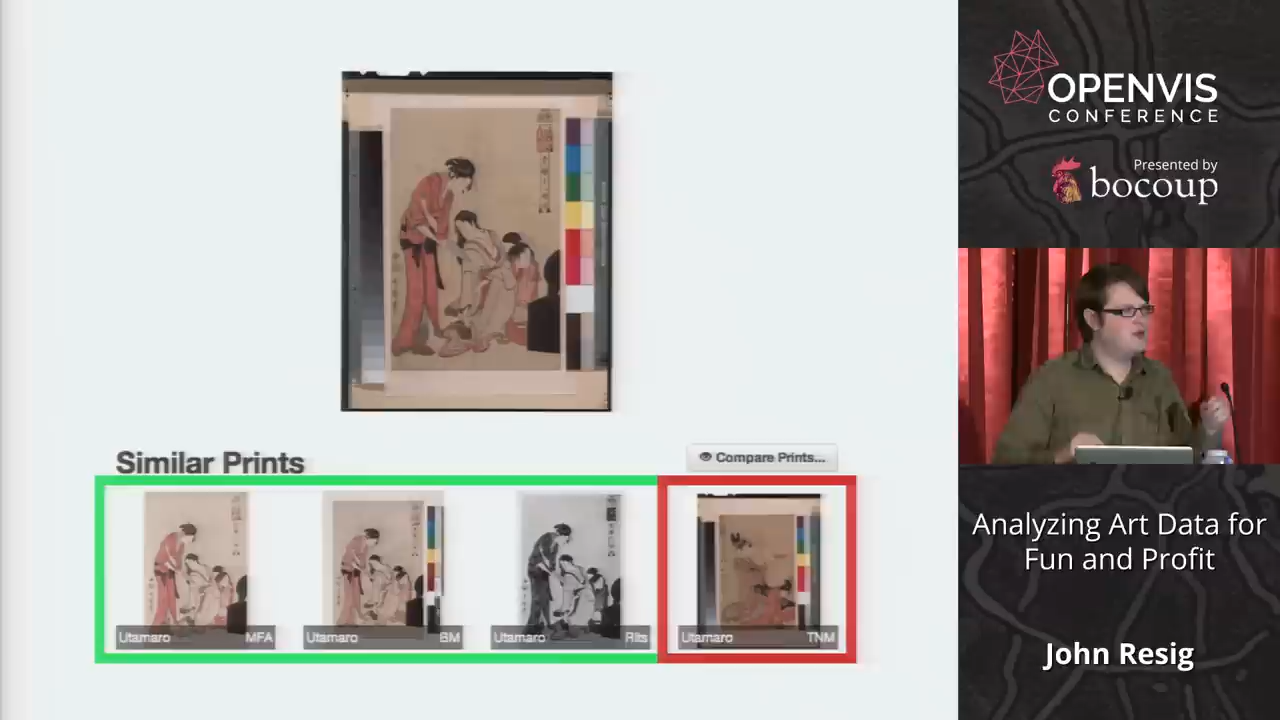 Similar Prints
Compare Prints...
Utamaro MFA
Utamaro BM
Utamaro Rits
Utamaro TNM
OPENVIS
CONFERENCE
Presented by
bocoup
Analyzing Art Data for
Fun and Profit
John Resig